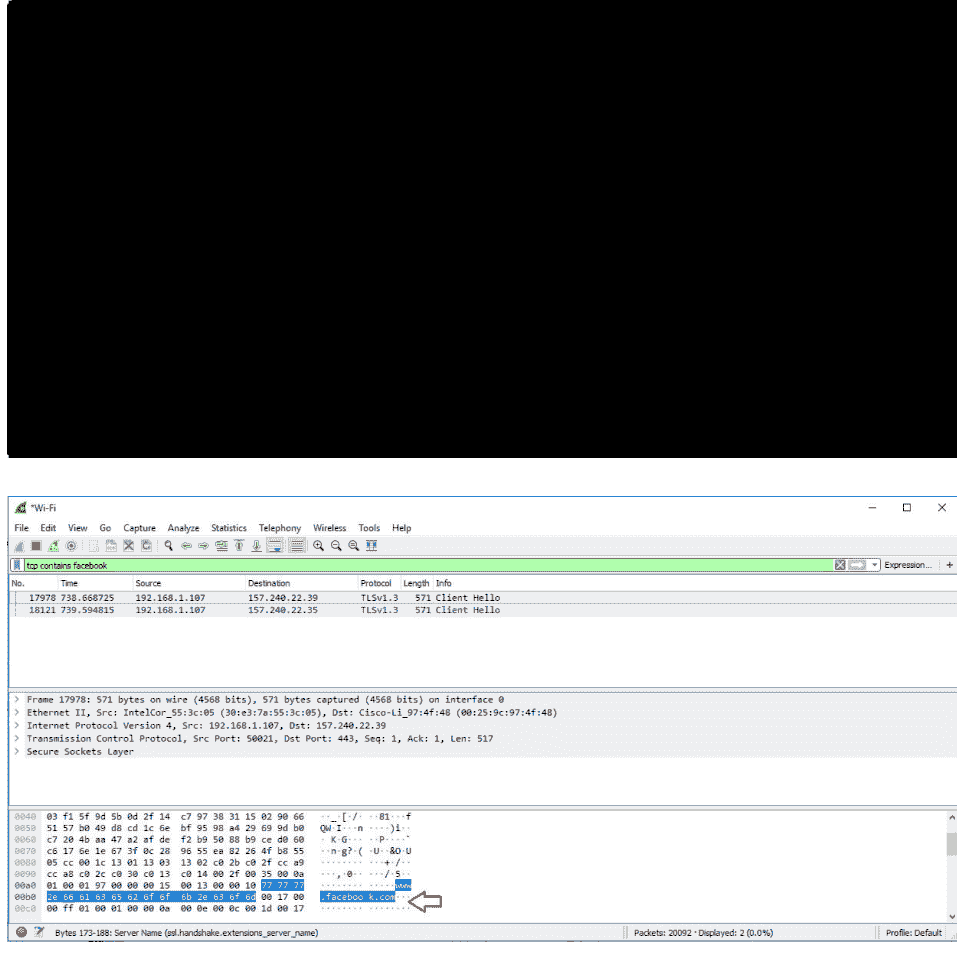 *Wi-Fi
File Edit View Go Capture Analyze Statistics Telephony Wireless Tools Help
tcp contains facebook Expression... +
No. Time Source Destination Protocol Length Info
17978 738.668725 192.168.1.107 157.240.22.39 TLSv1.3 571 Client Hello
18121 739.594815 192.168.1.107 157.240.22.35 TLSv1.3 571 Client Hello
> Frame 17978: 571 bytes on wire (4568 bits), 571 bytes captured (4568 bits) on interface 0
> Ethernet II, Src: IntelCor_55:3c:05 (30:e3:7a:55:3c:05), Dst: Cisco-Li_97:4f:48 (00:25:9c:97:4f:48)
> Internet Protocol Version 4, Src: 192.168.1.107, Dst: 157.240.22.39
> Transmission Control Protocol, Src Port: 50021, Dst Port: 443, Seq: 1, Ack: 1, Len: 517
> Secure Sockets Layer
0040 03 f1 5f 9d 5b 0d 2f 14 c7 97 38 31 15 02 90 66 ··_·[·/· ··81···f
0050 51 57 b0 49 d8 cd 1c 6e bf 95 98 a4 29 69 9d b0 QW·I···n ····)i··
0060 c7 20 4b aa 47 a2 af de f2 b9 50 88 b9 ce d0 60 · K·G··· ··P····`
0070 c6 17 6e 1e 67 3f 0c 28 96 55 ea 82 26 4f b8 55 ··n·g?·( ·U··&O·U
0080 05 cc 00 1c 13 01 13 03 13 02 c0 2b c0 2f cc a9 ········ ···+·/··
0090 cc a8 c0 2c c0 30 c0 13 c0 14 00 2f 00 35 00 0a ···,·0·· ···/·5··
00a0 01 00 01 97 00 00 00 15 00 13 00 00 10 77 77 77 ········ ·····www
00b0 2e 66 61 63 65 62 6f 6f 6b 2e 63 6f 6d 00 17 00 .faceboo k.com···
00c0 00 ff 01 00 01 00 00 0a 00 0e 00 0c 00 1d 00 17 ········ ········
Bytes 173-188: Server Name (ssl.handshake.extensions_server_name) Packets: 20092 · Displayed: 2 (0.0%) Profile: Default